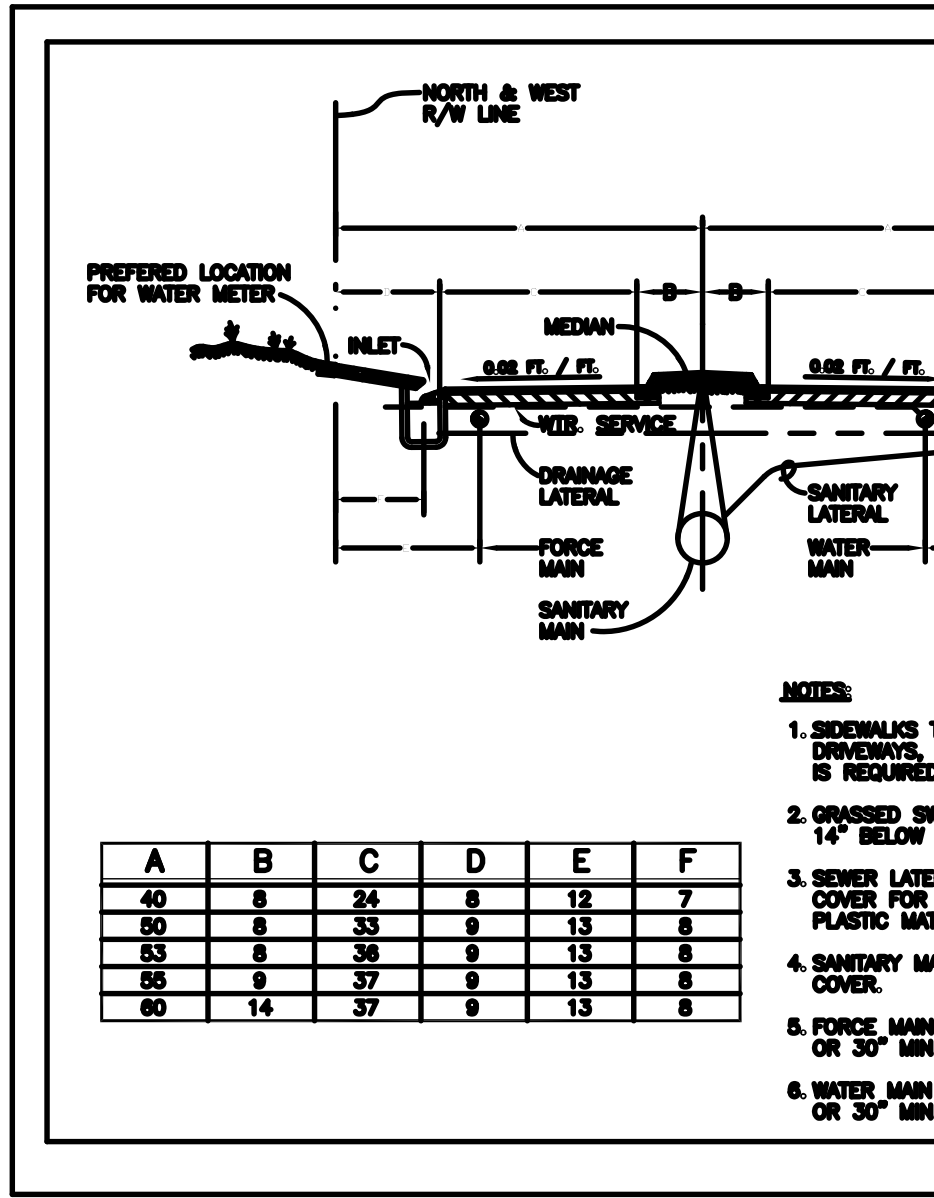 NORTH & WEST
R/W LINE
A
A
PREFERED LOCATION
FOR WATER METER
D
C
B
B
C
MEDIAN
INLET
0.02 FT. / FT.
0.02 FT. / FT.
WTR. SERVICE
DRAINAGE
LATERAL
SANITARY
LATERAL
F
E
FORCE
MAIN
WATER
MAIN
SANITARY
MAIN
NOTES:
1. SIDEWALKS
DRIVEWAYS,
IS REQUIRED
2. GRASSED SW
14" BELOW
3. SEWER LATE
COVER FOR
PLASTIC MAT
4. SANITARY MA
COVER.
5. FORCE MAIN
OR 30" MIN
6. WATER MAIN
OR 30" MIN
A B C D E F
40 8 24 8 12 7
50 8 33 9 13 8
53 8 36 9 13 8
55 9 37 9 13 8
60 14 37 9 13 8